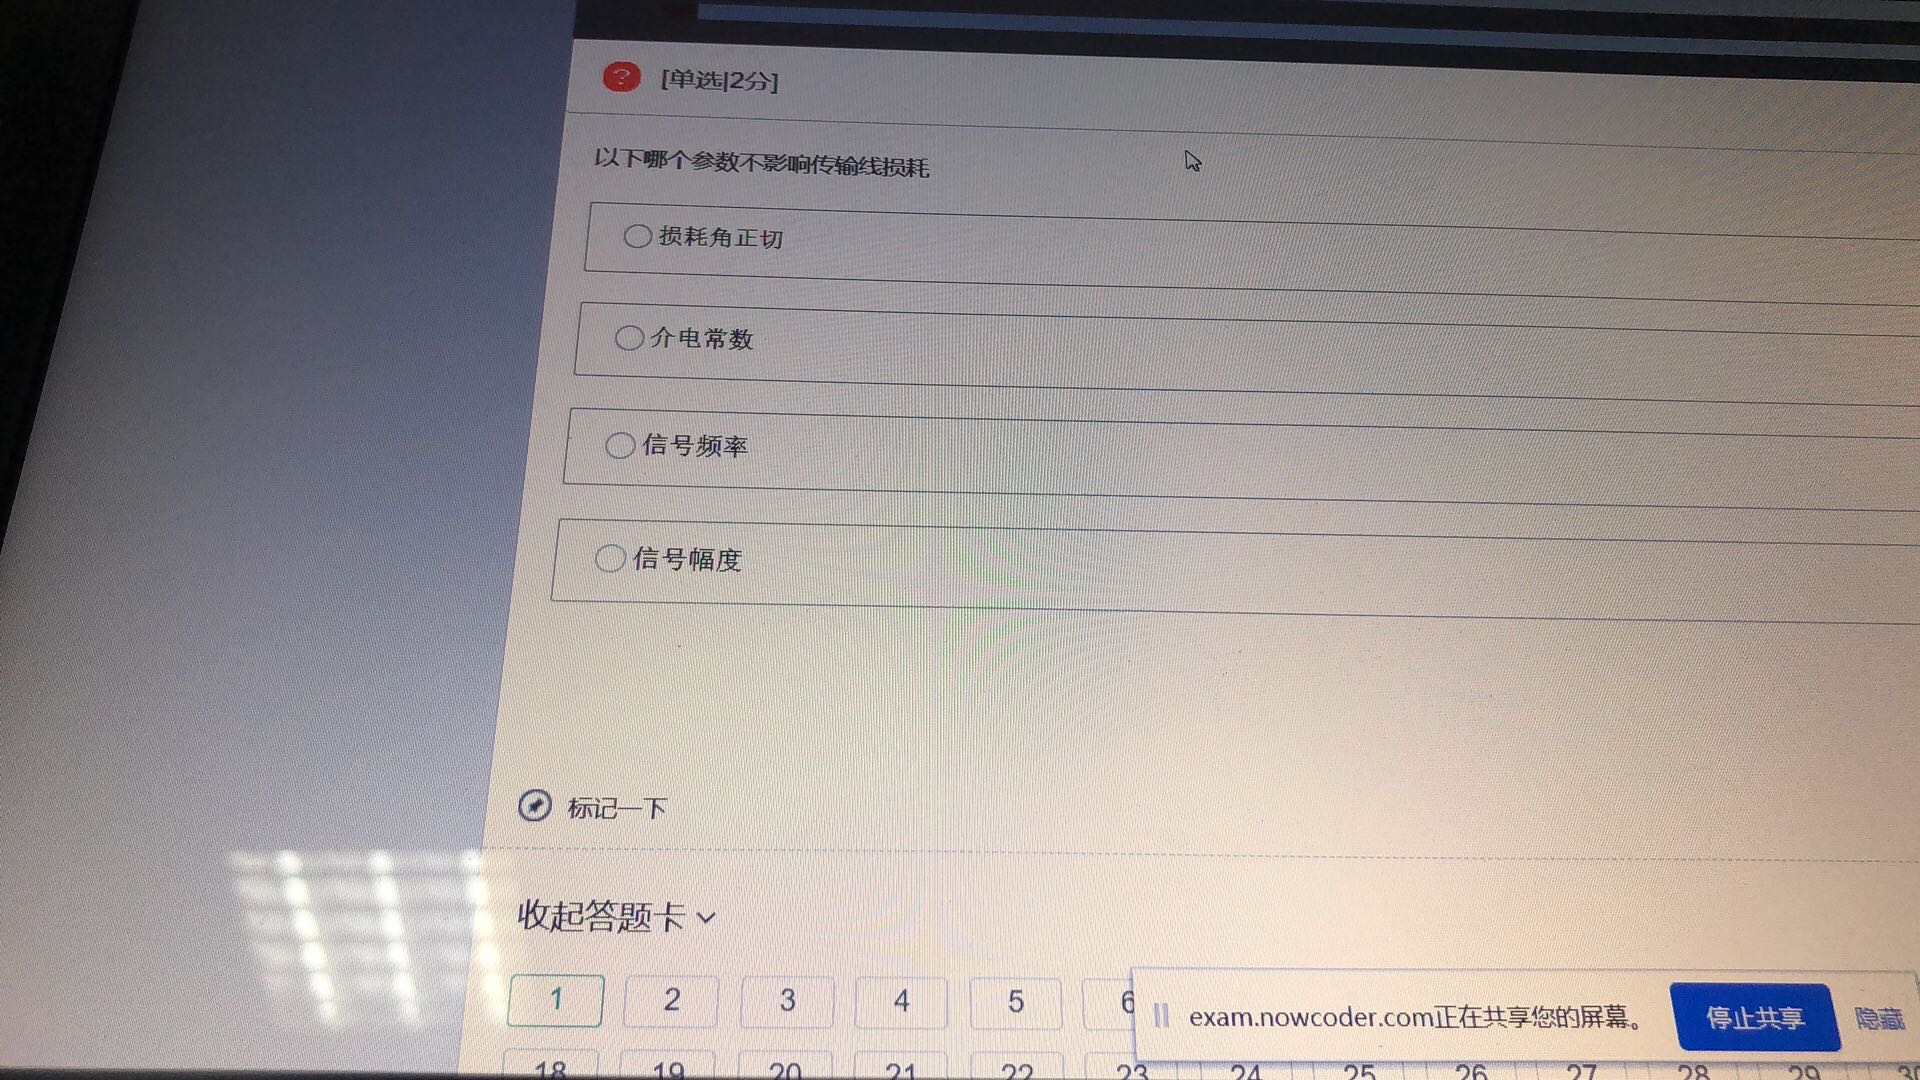 [单选|2分]
以下哪个参数不影响传输线损耗
损耗角正切
介电常数
信号频率
信号幅度
标记一下
收起答题卡
1 2 3 4 5 6
exam.nowcoder.com正在共享您的屏幕。 停止共享 隐藏
18 19 20 21 22 23 24 25 26 27 28 29 30